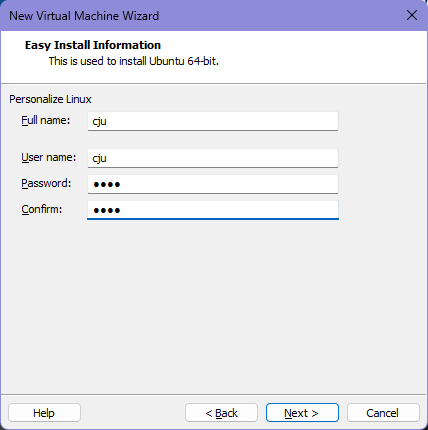 New Virtual Machine Wizard
Easy Install Information
This is used to install Ubuntu 64-bit.
Personalize Linux
Full name: cju
User name: cju
Password: ●●●●
Confirm: ●●●●
Help < Back Next > Cancel